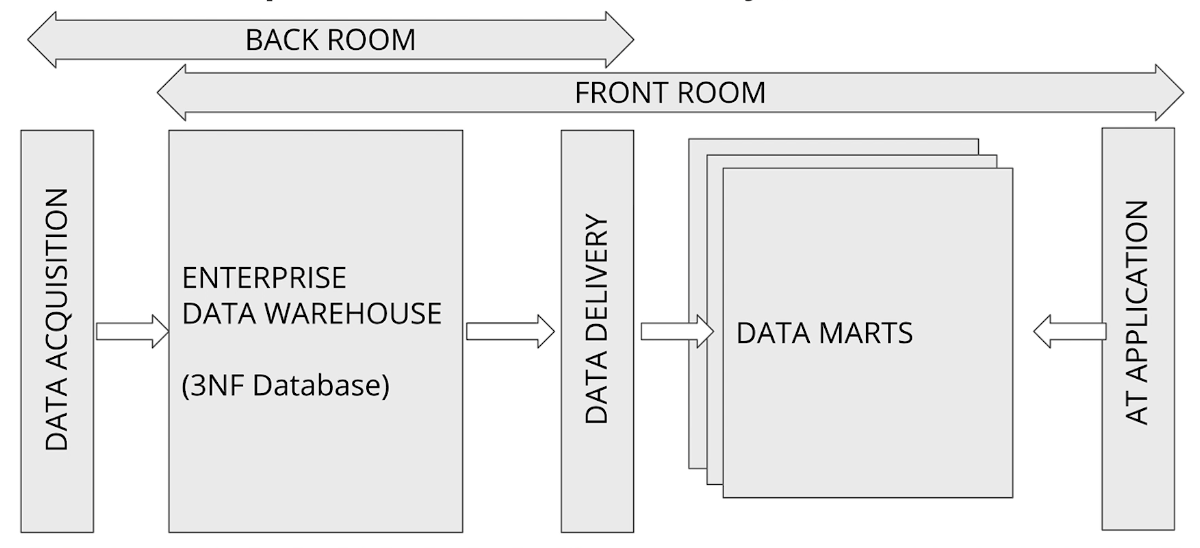 BACK ROOM
FRONT ROOM
DATA ACQUISITION
ENTERPRISE
DATA WAREHOUSE
(3NF Database)
DATA DELIVERY
DATA MARTS
AT APPLICATION